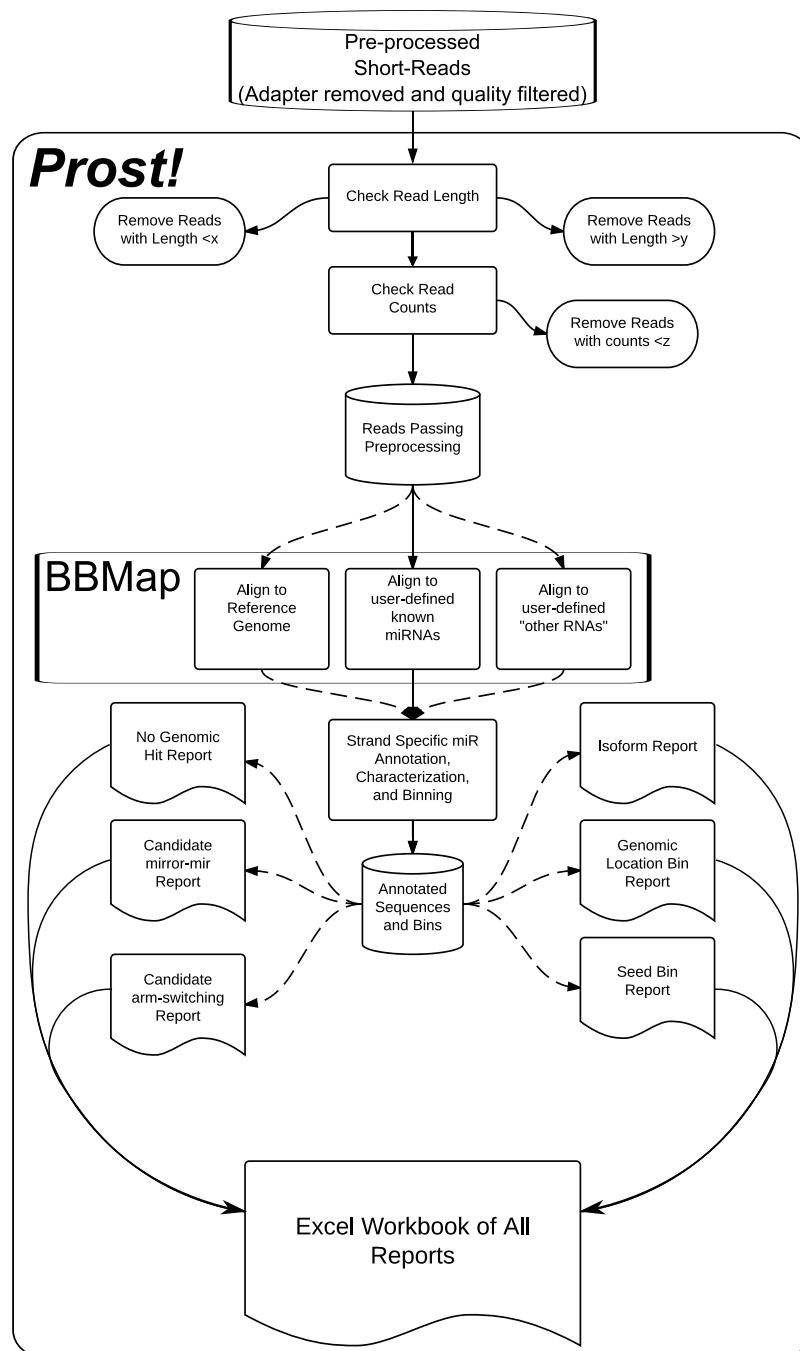 Pre-processed
Short-Reads
(Adapter removed and quality filtered)
Prost!
Check Read Length
Remove Reads
with Length <x
Remove Reads
with Length >y
Check Read
Counts
Remove Reads
with counts <z
Reads Passing
Preprocessing
BBMap
Align to
Reference
Genome
Align to
user-defined
known
miRNAs
Align to
user-defined
"other RNAs"
No Genomic
Hit Report
Strand Specific miR
Annotation,
Characterization,
and Binning
Isoform Report
Candidate
mirror-mir
Report
Annotated
Sequences
and Bins
Genomic
Location Bin
Report
Candidate
arm-switching
Report
Seed Bin
Report
Excel Workbook of All
Reports